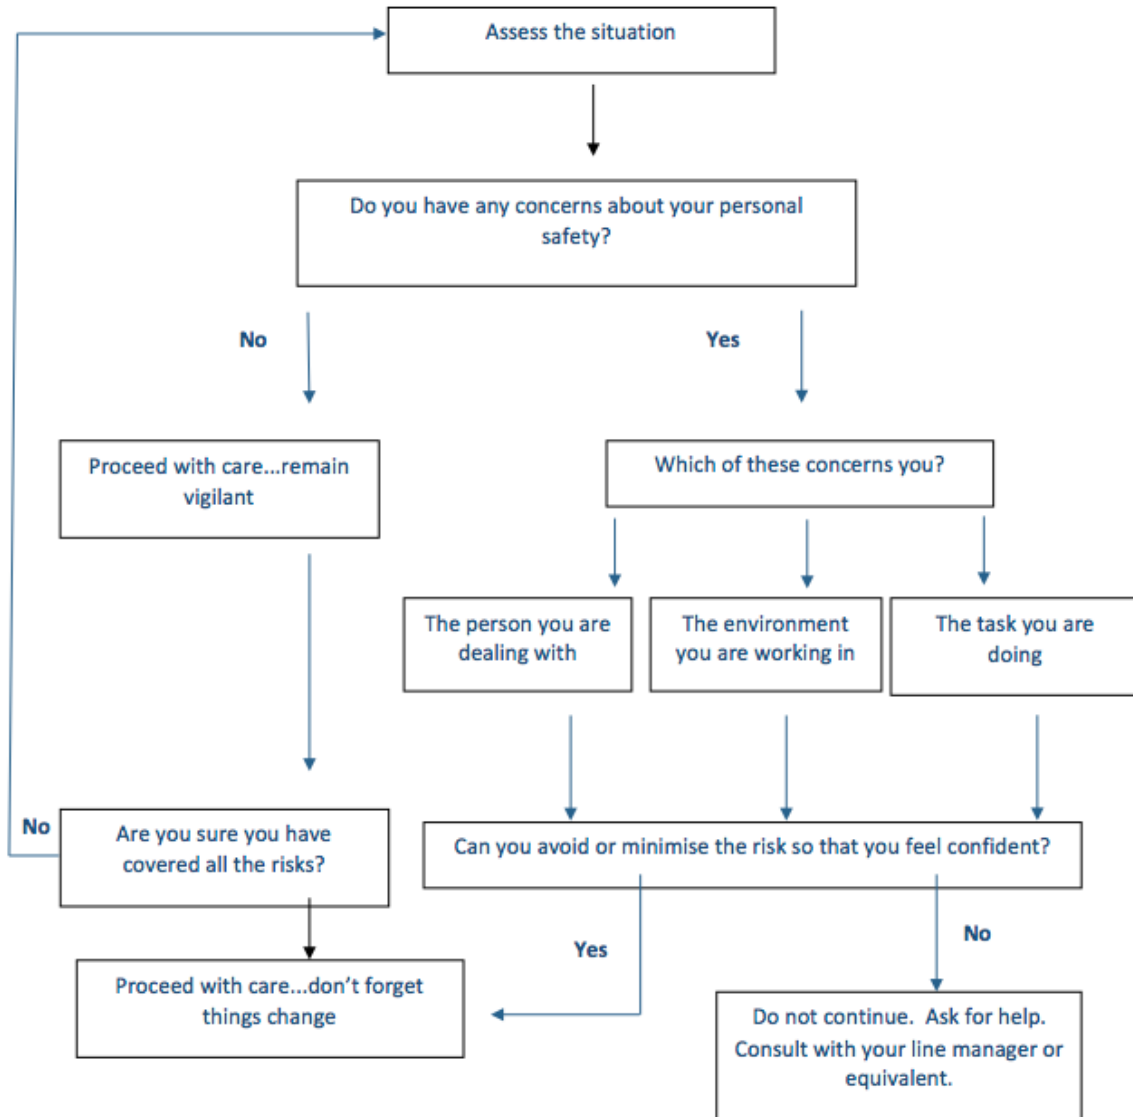 Assess the situation
Do you have any concerns about your personal
safety?
No
Yes
Proceed with care...remain
vigilant
Which of these concerns you?
The person you are
dealing with
The environment
you are working in
The task you are
doing
No
Are you sure you have
covered all the risks?
Can you avoid or minimise the risk so that you feel confident?
Yes
No
Proceed with care...don’t forget
things change
Do not continue.  Ask for help.
Consult with your line manager or
equivalent.